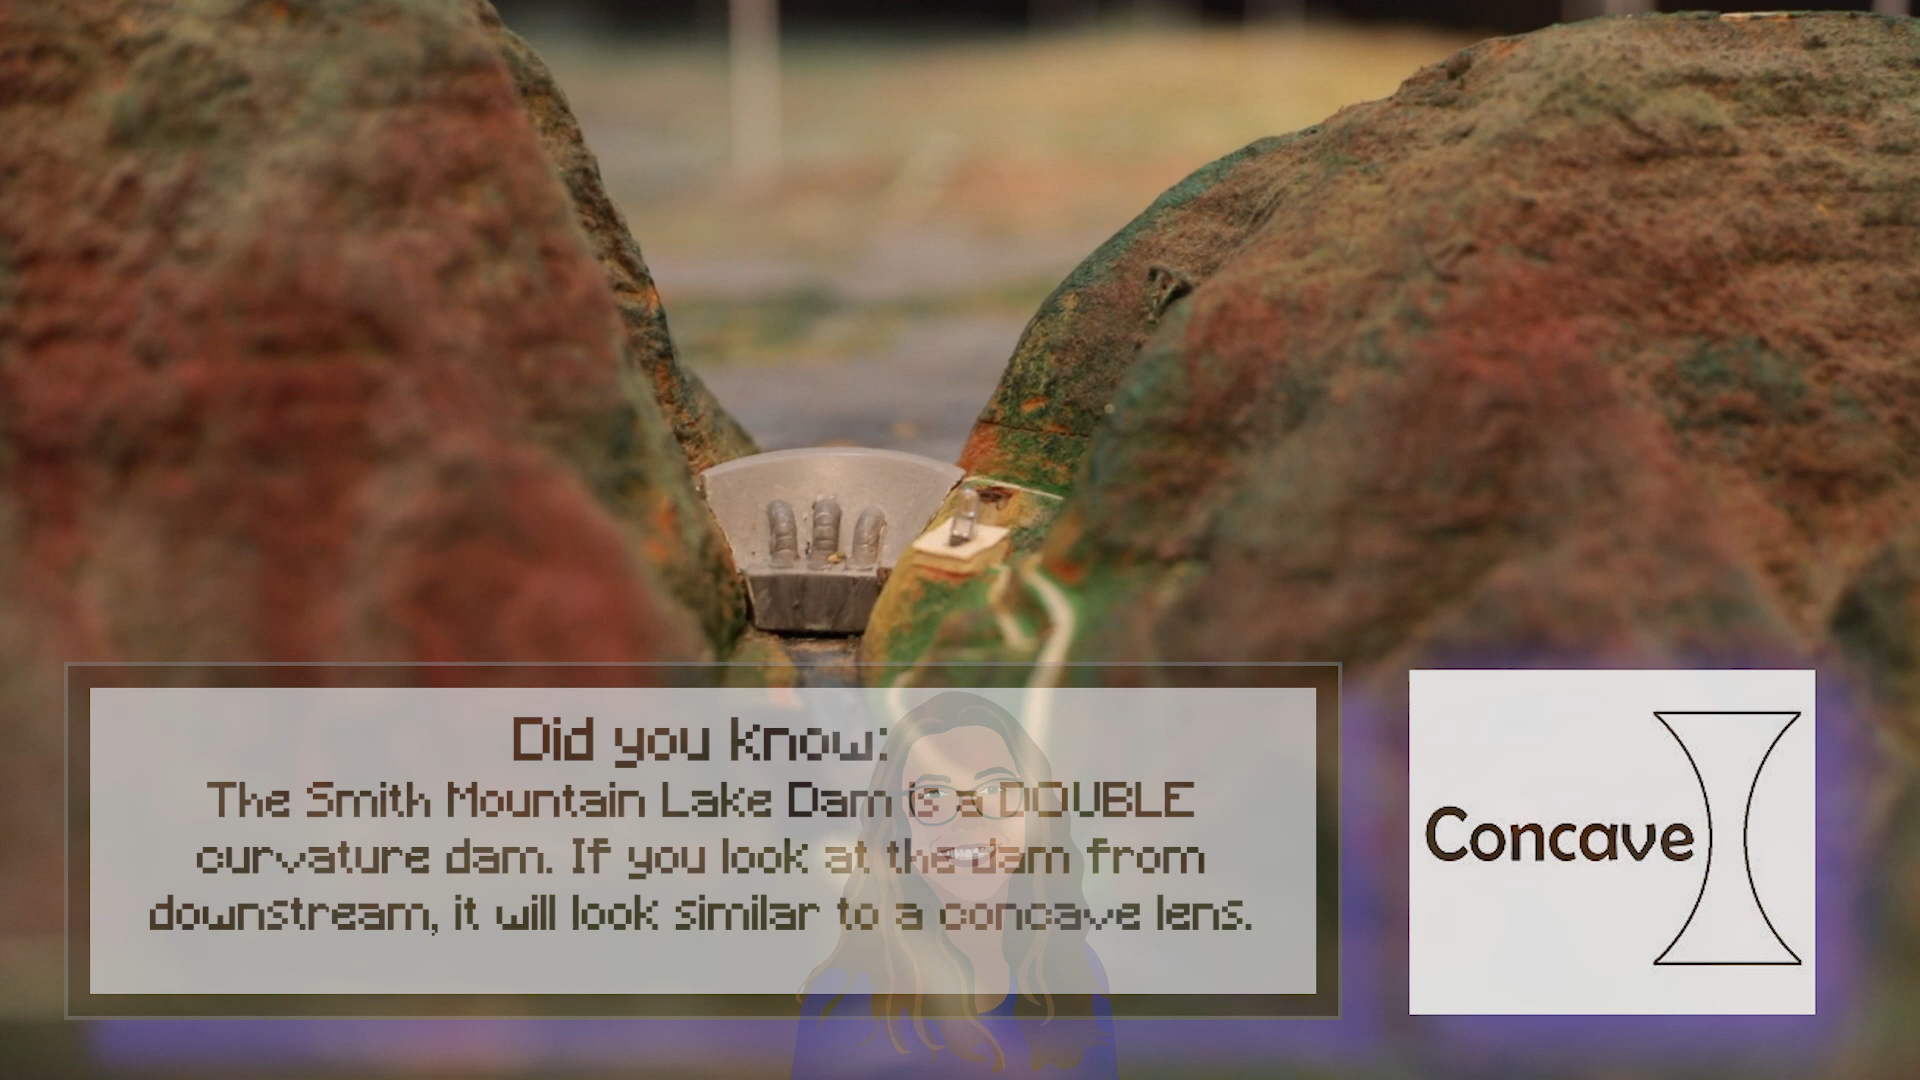 Did you know:
The Smith Mountain Lake Dam is a DOUBLE
curvature dam. If you look at the dam from
downstream, it will look similar to a concave lens.
Concave